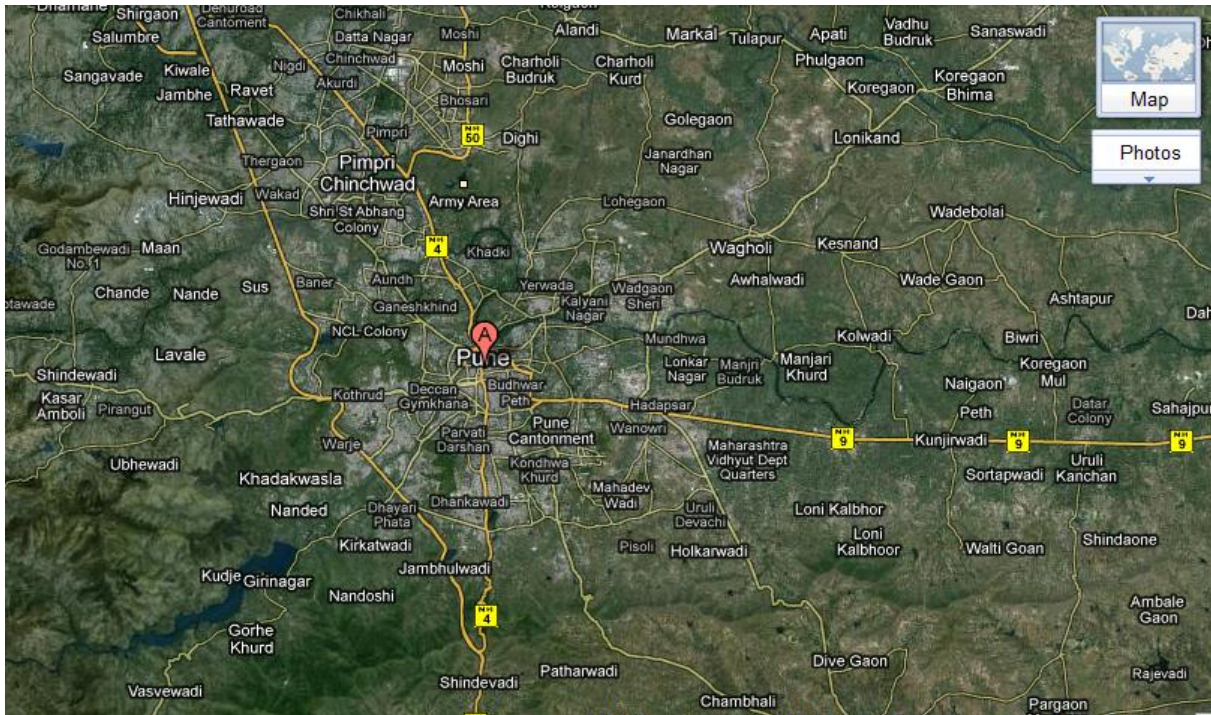 Dhamane
Shirgaon
Dehuroad
Cantoment
Chikhali
Moshi
Alandi
Markal
Tulapur
Apati
Vadhu
Budruk
Sanaswadi
Salumbre
Datta Nagar
Phulgaon
Map
Sangavade
Kiwale
Nigdi
Chinchwad
Moshi
Charholi
Budruk
Charholi
Kurd
Koregaon
Koregaon
Bhima
Jambhe
Ravet
Akurdi
Bhosari
Tathawade
Pimpri
NH
50
Dighi
Golegaon
Lonikand
Photos
Thergaon
Pimpri
Chinchwad
Janardhan
Nagar
Hinjewadi
Wakad
Army Area
Lohegaon
Wadebolai
Shri St Abhang
Colony
Godambewadi
No. 1
Maan
NH
4
Khadki
Wagholi
Kesnand
Chande
Nande
Sus
Baner
Aundh
Yerwada
Wadgaon
Sheri
Awhalwadi
Wade Gaon
Ashtapur
Ganeshkhind
Kalyani
Nagar
NCL Colony
A
Pune
Mundhwa
Kolwadi
Biwri
Lavale
Shindewadi
Lonkar
Nagar
Manjri
Budruk
Manjari
Khurd
Koregaon
Mul
Kasar
Amboli
Pirangut
Kothrud
Deccan
Gymkhana
Budhwar
Peth
Hadapsar
Naigaon
Peth
Datar
Colony
Sahajpur
Warje
Parvati
Darshan
Pune
Cantonment
Wanowri
Maharashtra
Vidhyut Dept
Quarters
NH
9
Kunjirwadi
NH
9
NH
9
Ubhewadi
Khadakwasla
Kondhwa
Khurd
Sortapwadi
Uruli
Kanchan
Nanded
Dhayari
Phata
Dhankawadi
Mahadev
Wadi
Uruli
Devachi
Loni Kalbhor
Kirkatwadi
Pisoli
Holkarwadi
Loni
Kalbhoor
Walti Goan
Shindaone
Kudje
Girinagar
Jambhulwadi
Nandoshi
NH
4
Ambale
Gaon
Gorhe
Khurd
Patharwadi
Dive Gaon
Rajevadi
Vasvewadi
Shindevadi
Chambhali
Pargaon